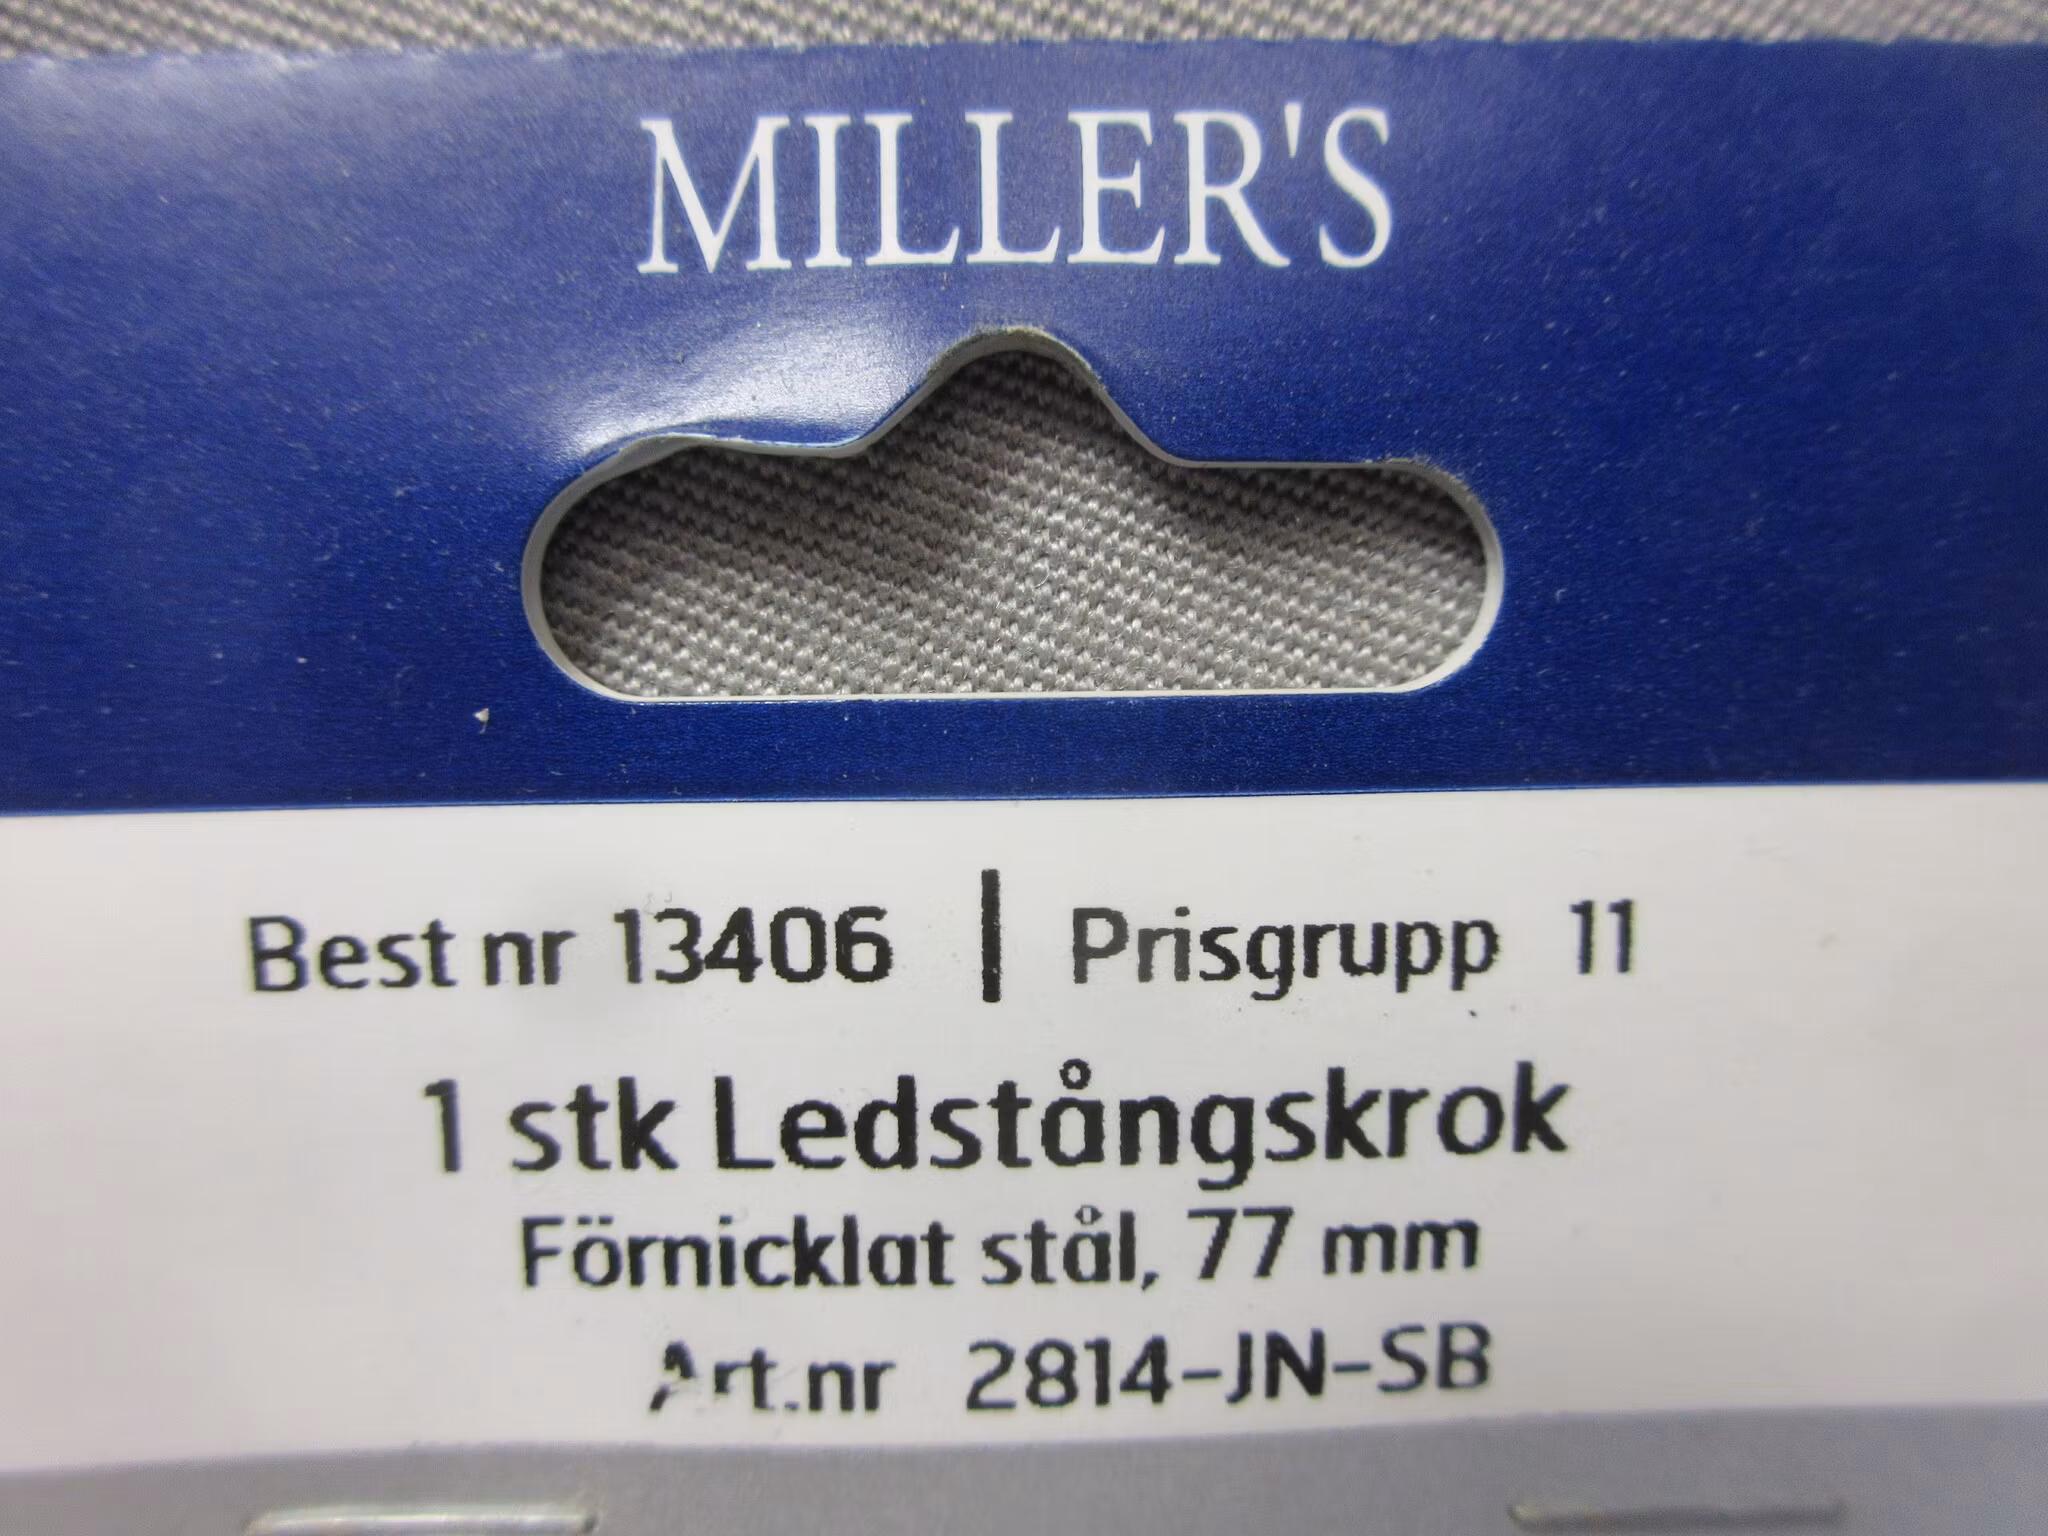 MILLER'S
Best nr 13406 | Prisgrupp 11
1 stk Ledstångskrok
Förnicklat stål, 77 mm
Art.nr 2814-JN-SB